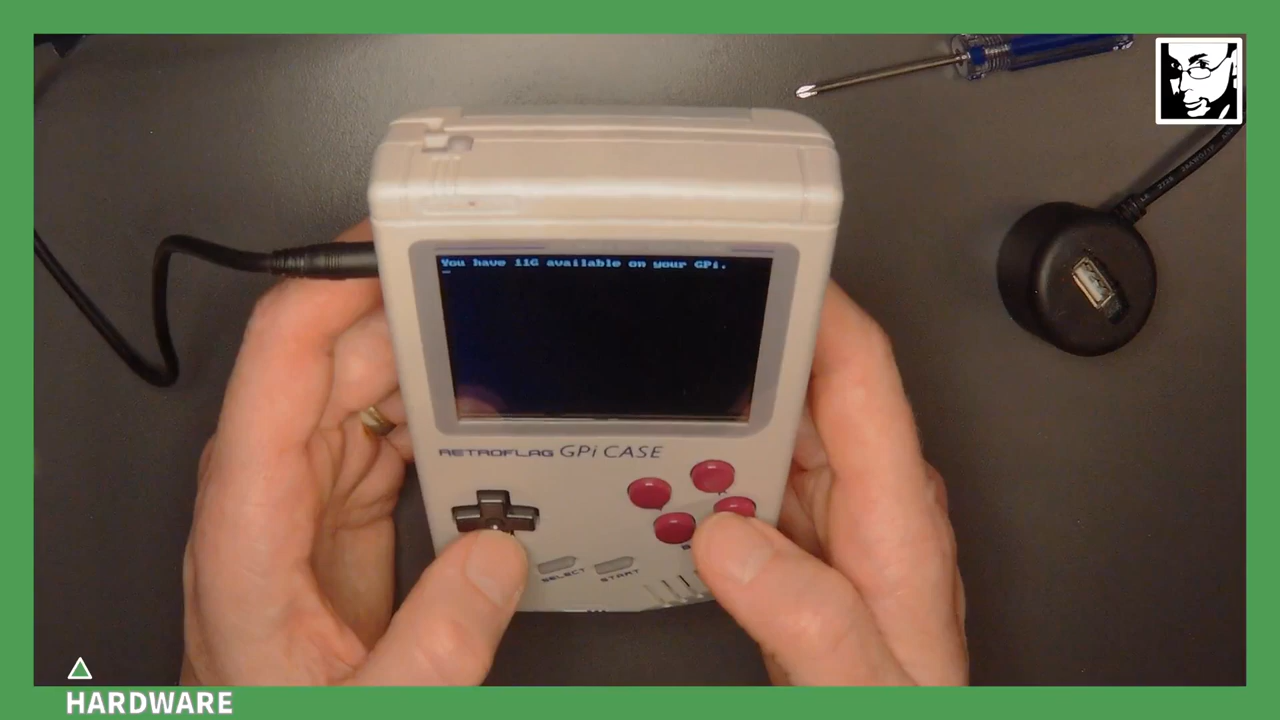 You have 11G available on your GPi.
RETROFLAG GPi CASE
SELECT
START
HARDWARE